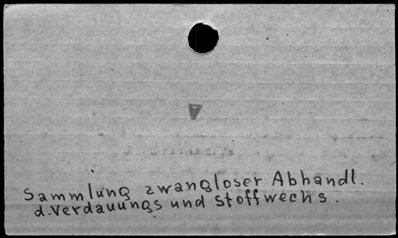 Sammlung zwangloser Abhandl.
d. Verdauungs und Stoffwechs.